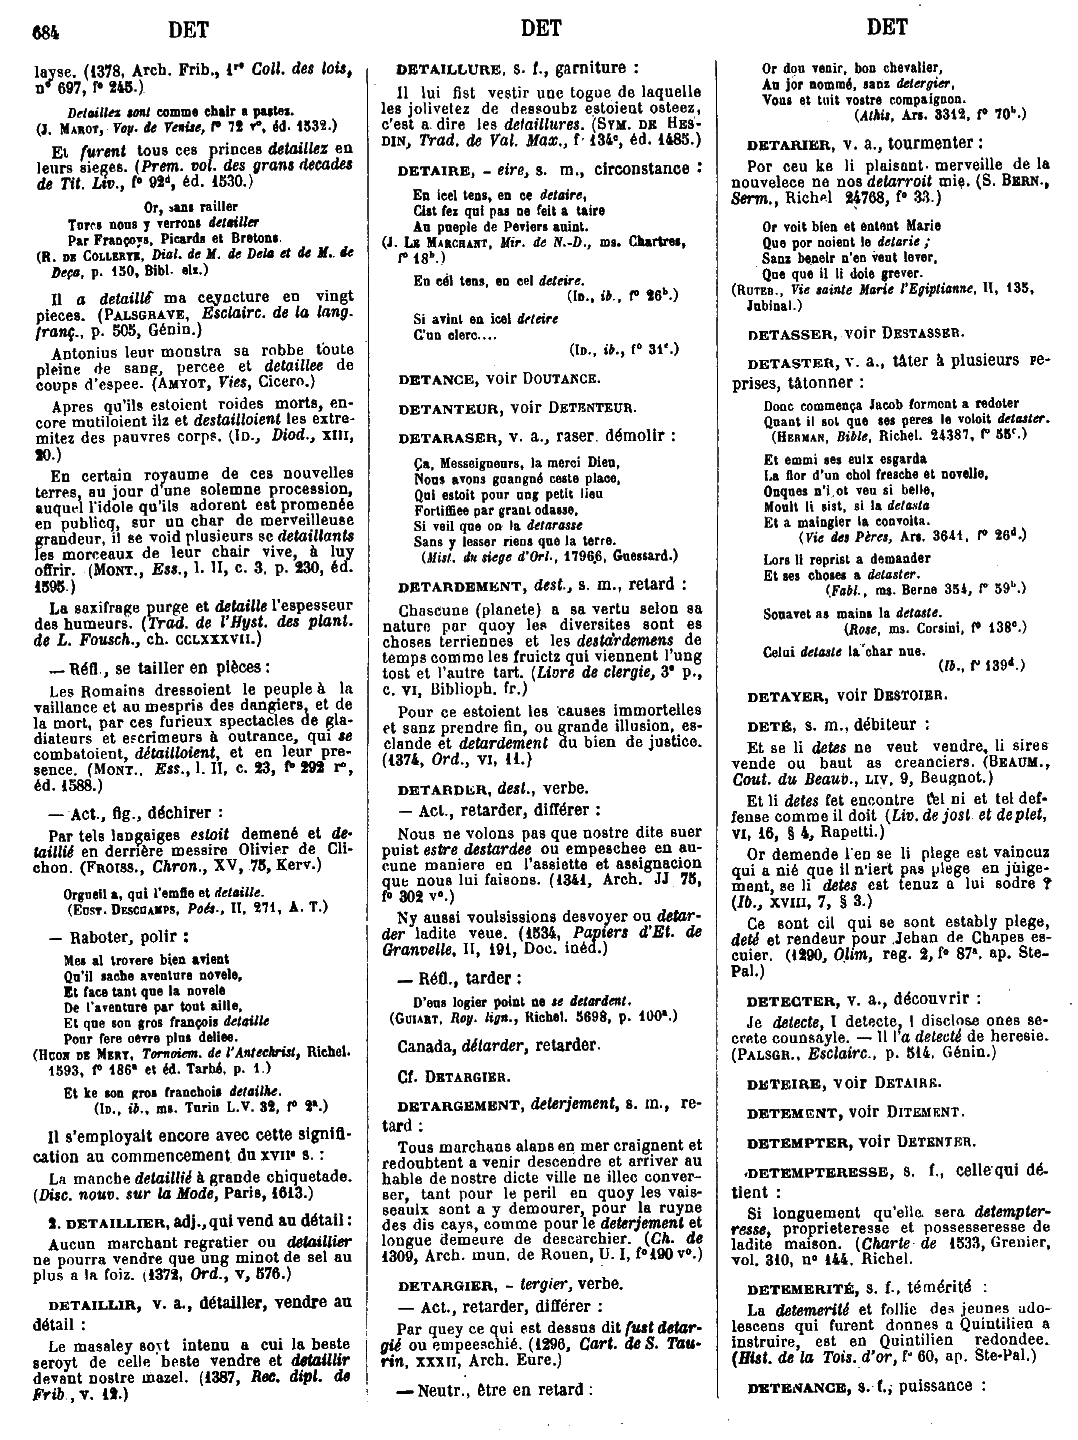 684
DET
DET
DET
layse. (1378, Arch. Frib., 1re Coll. des lois,
n° 697, f° 245.)
Detaillez sont comme chair a pastez.
(J. MAROT, Voy. de Venise, f° 72 r°, éd. 1532.)
Et furent tous ces princes detaillez en
leurs sieges. (Prem. vol. des grans decades
de Tit. Liv., f° 92d, éd. 1530.)
Or, sans railler
Turcs nous y verrons detailler
Par Françoys, Picards et Bretons.
(R. DE COLLERYE, Dial. de M. de Dela et de M. de
Deça, p. 150, Bibl. elz.)
Il a detaillé ma ceyncture en vingt
pieces. (PALSGRAVE, Esclairc. de la lang.
franç., p. 505, Génin.)
Antonius leur monstra sa robbe toute
pleine de sang, percee et detaillee de
coups d'espee. (AMYOT, Vies, Cicero.)
Apres qu'ils estoient roides morts, en-
core mutiloient ilz et destailloient les extre-
mitez des pauvres corps. (ID., Diod., XIII,
20.)
En certain royaume de ces nouvelles
terres, au jour d'une solemne procession,
auquel l'idole qu'ils adorent est promenée
en publicq, sur un char de merveilleuse
grandeur, il se void plusieurs se detaillants
les morceaux de leur chair vive, à luy
offrir. (MONT., Ess., l. II, c. 3, p. 230, éd.
1595.)
La saxifrage purge et detaille l'espesseur
des humeurs. (Trad. de l'Hyst. des plant.
de L. Fousch., ch. CCLXXXVII.)
— Réfl., se tailler en pièces :
Les Romains dressoient le peuple à la
vaillance et au mespris des dangiers, et de
la mort, par ces furieux spectacles de gla-
diateurs et escrimeurs à outrance, qui se
combatoient, détailloient, et en leur pre-
sence. (MONT., Ess., l. II, c. 23, f° 292 r°,
éd. 1588.)
— Act., fig., déchirer :
Par tels langaiges estoit demené et de-
taillié en derrière messire Olivier de Cli-
chon. (FROISS., Chron., XV, 75, Kerv.)
Orgueil a, qui l'emfle et detaille.
(EUST. DESCHAMPS, Poés., II, 271, A. T.)
— Raboter, polir :
Mes al trovere bien avient
Qu'il sache aventure novele,
Et face tant que la novele
De l'aventure par tout aille,
Et que son gros françois detaille
Pour fere oevre plus deliee.
(HUON DE MERY, Tornoiem. de l'Antechrist, Richel.
1593, f° 186a et éd. Tarbé, p. 1.)
Et ke son gros franchois detailhe.
(ID., ib., ms. Turin L.V. 32, f° 2a.)
Il s'employait encore avec cette signifi-
cation au commencement du XVIIe s. :
La manche detaillié à grande chiquetade.
(Disc. nouv. sur la Mode, Paris, 1613.)
2. DETAILLIER, adj., qui vend au détail :
Aucun marchant regratier ou detaillier
ne pourra vendre que ung minot de sel au
plus a la foiz. (1372, Ord., V, 576.)
DETAILLIR, v. a., détailler, vendre au
détail :
Le masaley soyt intenu a cui la beste
seroyt de celle beste vendre et detaillir
devant nostre mazel. (1387, Rec. dipl. de
Frib., V. 12.)
DETAILLURE, s. f., garniture :
Il lui fist vestir une togue de laquelle
les jolivetez de dessoubz estoient osteez,
c'est a dire les detaillures. (SYM. DE HES-
DIN, Trad. de Val. Max., f° 134c, éd. 1485.)
DETAIRE, - eire, s. m., circonstance :
En icel tens, en ce detaire,
Cist fez qui pas ne feit a taire
Au pueple de Peviers avint.
(J. LE MARCHANT, Mir. de N.-D., ms. Chartres,
f° 18b.)
En cel tens, en cel deteire.
(ID., ib., f° 26b.)
Si avint en icel deteire
C'un clerc....
(ID., ib., f° 31c.)
DETANCE, voir DOUTANCE.
DETANTEUR, voir DETENTEUR.
DETARASER, v. a., raser, démolir :
Ça, Messeigneurs, la merci Dieu,
Nous avons guangné ceste place,
Qui estoit pour ung petit lieu
Fortiffiee par grant odasse,
Si veil que on la detarasse
Sans y lesser riens que la terre.
(Mist. du siege d'Orl., 17966, Guessard.)
DETARDEMENT, dest., s. m., retard :
Chascune (planete) a sa vertu selon sa
nature par quoy les diversites sont es
choses terriennes et les destardemens de
temps comme les fruictz qui viennent l'ung
tost et l'autre tart. (Livre de clergie, 3e p.,
c. VI, Biblioph. fr.)
Pour ce estoient les causes immortelles
et sanz prendre fin, ou grande illusion, es-
clande et detardement du bien de justice.
(1374, Ord., VI, 11.)
DETARDER, dest., verbe.
— Act., retarder, différer :
Nous ne volons pas que nostre dite suer
puist estre destardee ou empeschee en au-
cune maniere en l'assiette et assignacion
que nous lui faisons. (1341, Arch. JJ 75,
f° 302 v°.)
Ny aussi voulsissions desvoyer ou detar-
der ladite veue. (1534, Papiers d'Et. de
Granvelle, II, 191, Doc. inéd.)
— Réfl., tarder :
D'eus logier point ne se detardent.
(GUIART, Roy. lign., Richel. 5698, p. 100a.)
Canada, détarder, retarder.
Cf. DETARGIER.
DETARGEMENT, deterjement, s. m., re-
tard :
Tous marchans alans en mer craignent et
redoubtent a venir descendre et arriver au
hable de nostre dicte ville ne illec conver-
ser, tant pour le peril en quoy les vais-
seaulx sont a y demourer, pour la ruyne
des dis cays, comme pour le deterjement et
longue demeure de descarchier. (Ch. de
1309, Arch. mun. de Rouen, U. I, f° 190 v°.)
DETARGIER, - tergier, verbe.
— Act., retarder, différer :
Par quey ce qui est dessus dit fust detar-
gié ou empeeschié. (1296, Cart. de S. Tau-
rin, XXXII, Arch. Eure.)
— Neutr., être en retard :
Or dou venir, bon chevalier,
Au jor nommé, sanz detergier,
Vous et tuit vostre compaignon.
(Athis, Ars. 3312, f° 70b.)
DETARIER, v. a., tourmenter :
Por ceu ke li plaisant merveille de la
nouvelece ne nos detarroit mie. (S. BERN.,
Serm., Richel 24768, f° 33.)
Or voit bien et entent Marie
Que por noient le detarie ;
Sanz beneir n'en veut lever,
Que que il li doie grever.
(RUTEB., Vie sainte Marie l'Egiptianne, II, 135,
Jubinal.)
DETASSER, voir DESTASSER.
DETASTER, v. a., tâter à plusieurs re-
prises, tâtonner :
Donc commença Jacob forment a redoter
Quant il sot que ses peres le voloit detaster.
(HERMAN, Bible, Richel. 24387, f° 55c.)
Et emmi ses eulx esgarda
La flor d'un chol fresche et novelle,
Onques n'i ot veu si belle,
Moult li sist, si la detasta
Et a maingier la convoita.
(Vie des Pères, Ars. 3641, f° 26d.)
Lors li reprist a demander
Et ses choses a detaster.
(Fabl., ms. Berne 354, f° 59b.)
Souvet as mains la detaste.
(Rose, ms. Corsini, f° 138c.)
Celui detaste la char nue.
(Ib., f° 139d.)
DETAYER, voir DESTOIER.
DETÉ, s. m., débiteur :
Et se li detes ne veut vendre, li sires
vende ou baut as creanciers. (BEAUM.,
Cout. du Beauv., LIV, 9, Beugnot.)
Et li detes fet encontre tel ni et tel def-
fense comme il doit (Liv. de jost. et de plet,
VI, 16, § 4, Rapetti.)
Or demende l'en se li plege est vaincuz
qui a nié que il n'iert pas plege en juige-
ment, se li detes est tenuz a lui sodre ?
(Ib., XVIII, 7, § 3.)
Ce sont cil qui se sont estably plege,
deté et rendeur pour Jehan de Chapes es-
cuier. (1290, Olim, reg. 2, f° 87a, ap. Ste-
Pal.)
DETECTER, v. a., découvrir :
Je detecte, I detecte, I disclose ones se-
crete counsayle. — Il l'a detecté de heresie.
(PALSGR., Esclairc., p. 514, Génin.)
DETEIRE, voir DETAIRE.
DETEMENT, voir DITEMENT.
DETEMPTER, voir DETENTER.
DETEMPTERESSE, s. f., celle qui dé-
tient :
Si longuement qu'elle sera detempter-
resse, proprieteresse et possesseresse de
ladite maison. (Charte de 1533, Grenier,
vol. 310, n° 144, Richel.
DETEMERITÉ, s. f., témérité :
La detemerité et follie des jeunes ado-
lescens qui furent donnes a Quintilien a
instruire, est en Quintilien redondee.
(Hist. de la Tois. d'or, f° 60, ap. Ste-Pal.)
DETENANCE, s. f., puissance :